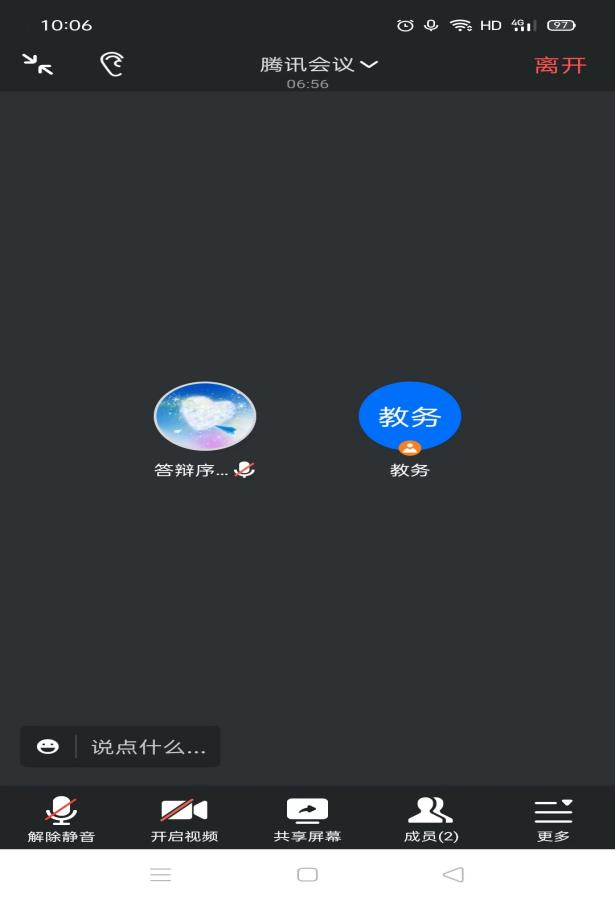 10:06
HD 4G 97
腾讯会议
离开
06:56
教务
答辩序...
教务
说点什么...
解除静音
开启视频
共享屏幕
成员(2)
更多